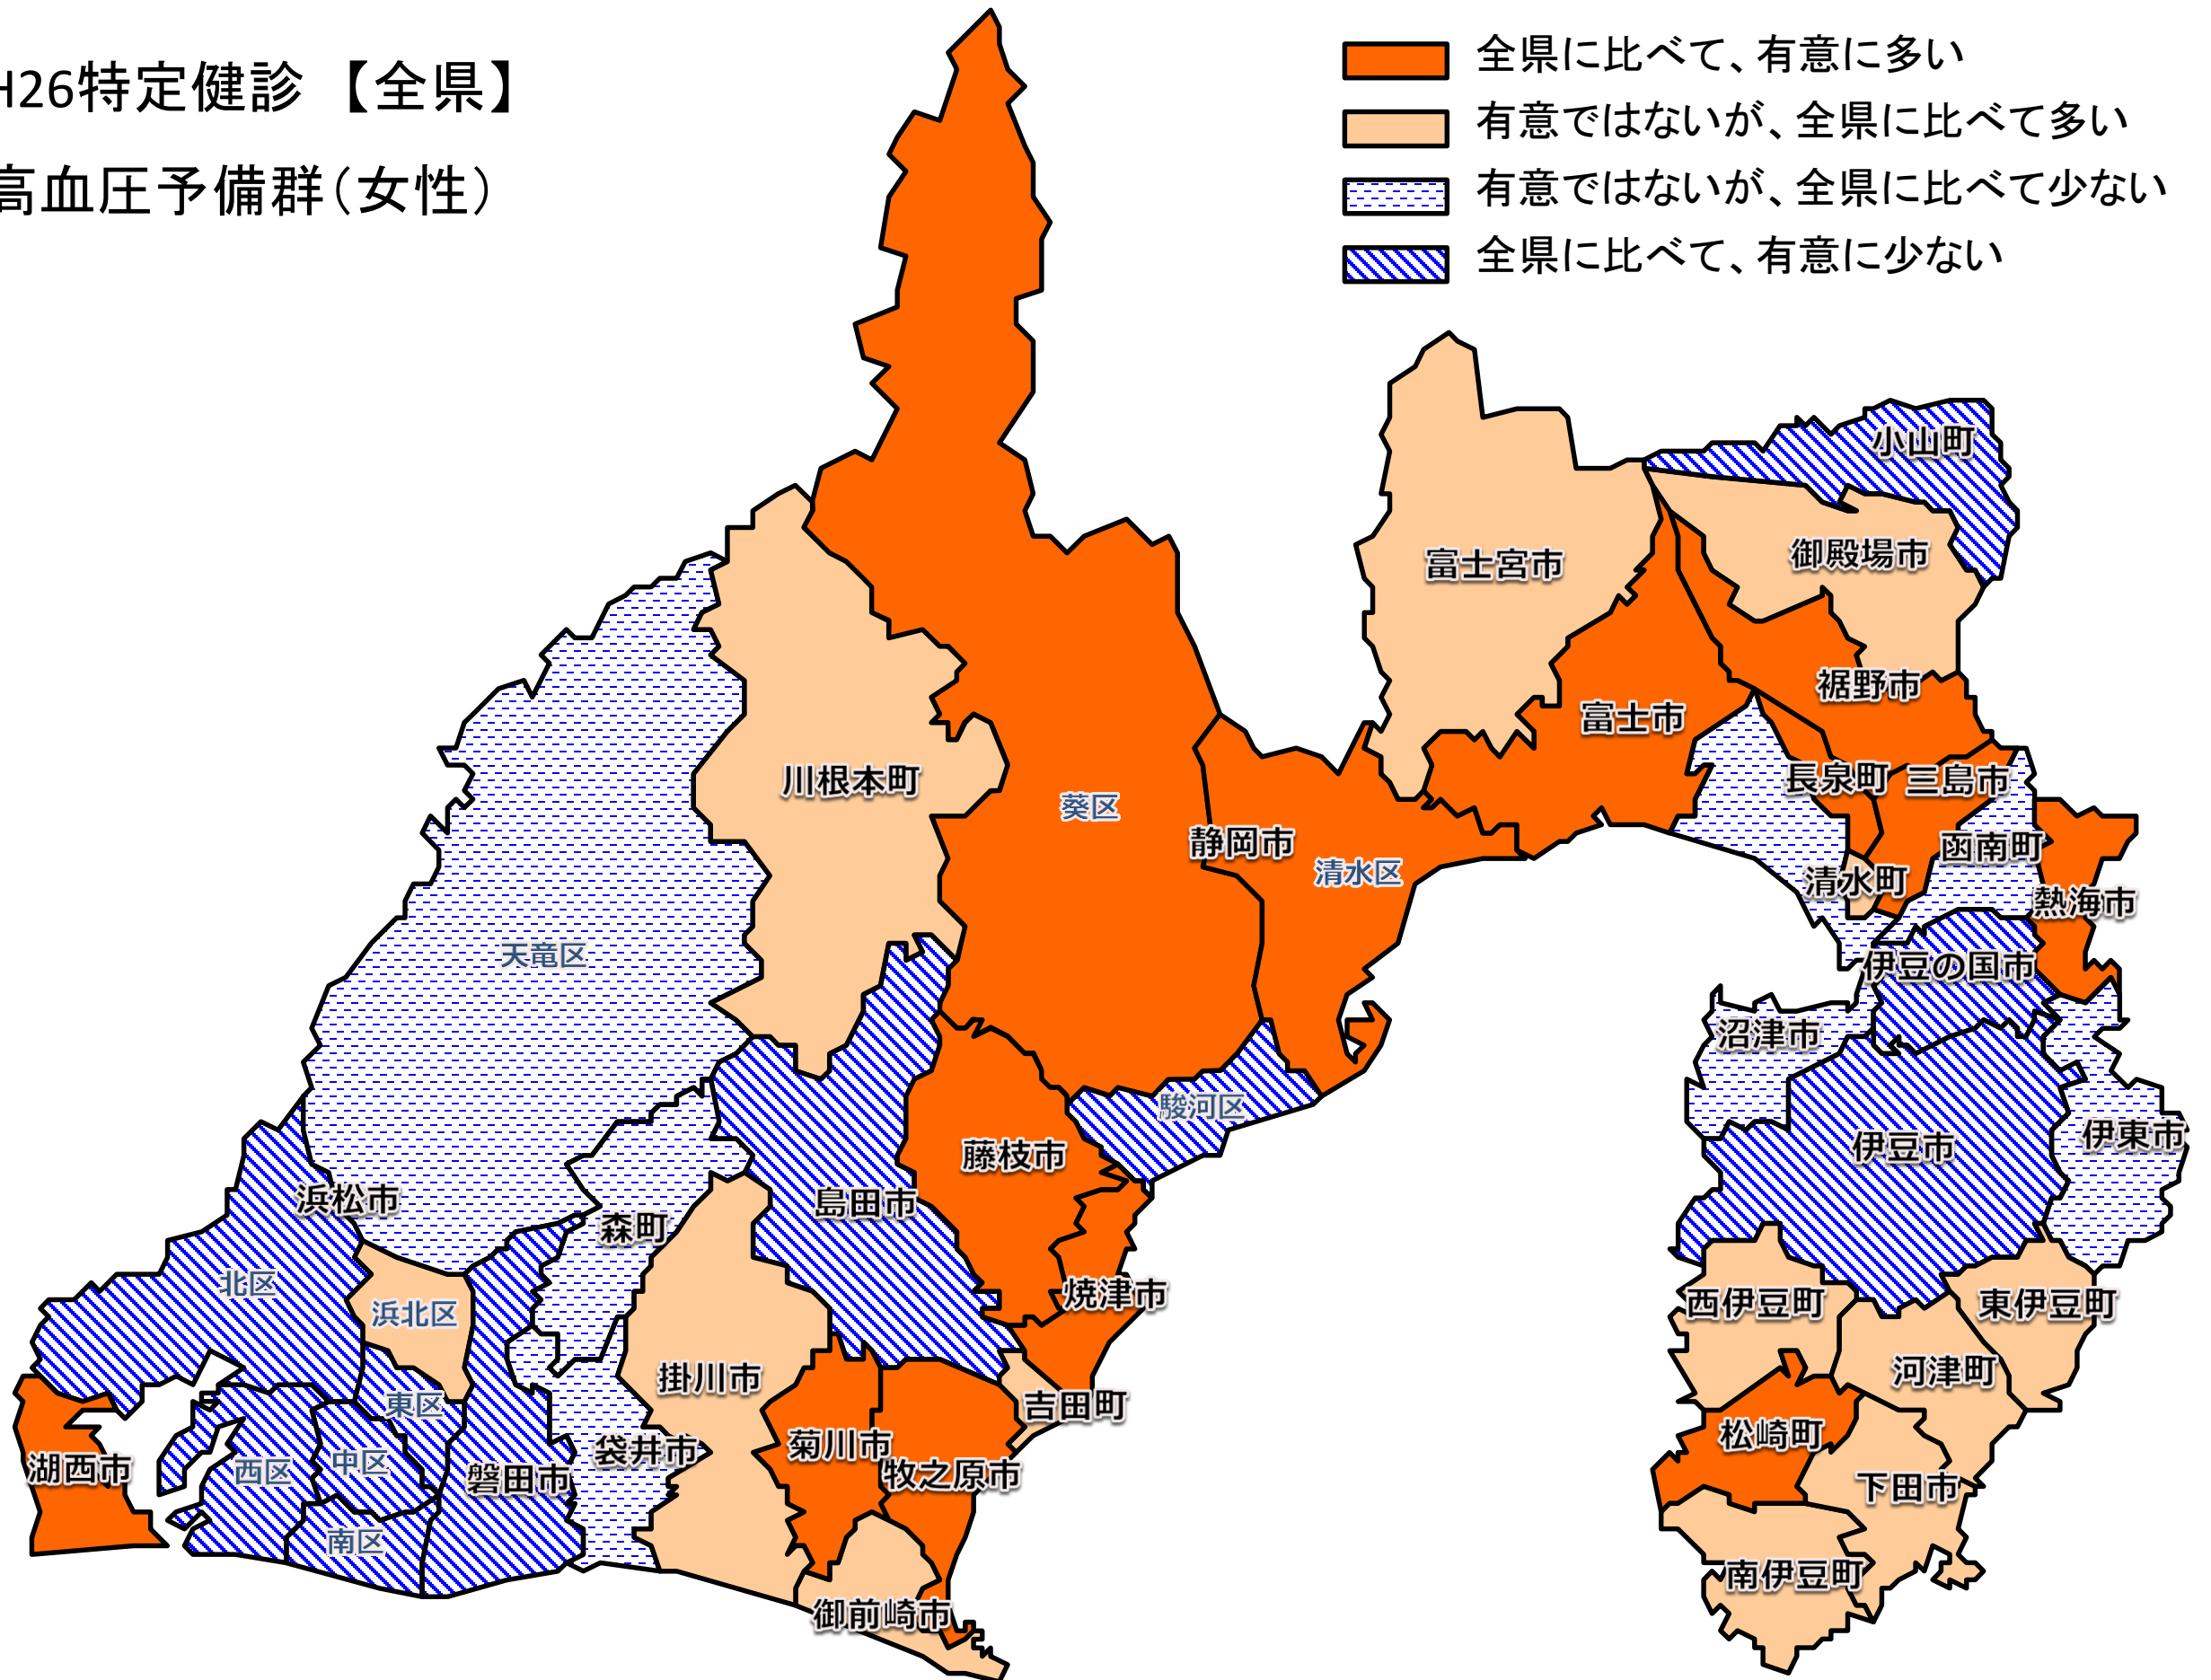 H26特定健診 【全県】
高血圧予備群（女性）
全県に比べて、有意に多い
有意ではないが、全県に比べて多い
有意ではないが、全県に比べて少ない
全県に比べて、有意に少ない
小山町
御殿場市
富士宮市
裾野市
富士市
川根本町
長泉町
三島市
葵区
静岡市
函南町
清水区
清水町
熱海市
天竜区
伊豆の国市
沼津市
駿河区
伊東市
伊豆市
藤枝市
浜松市
島田市
森町
北区
焼津市
西伊豆町
東伊豆町
浜北区
河津町
掛川市
東区
吉田町
松崎町
菊川市
袋井市
中区
湖西市
西区
磐田市
牧之原市
下田市
南区
南伊豆町
御前崎市